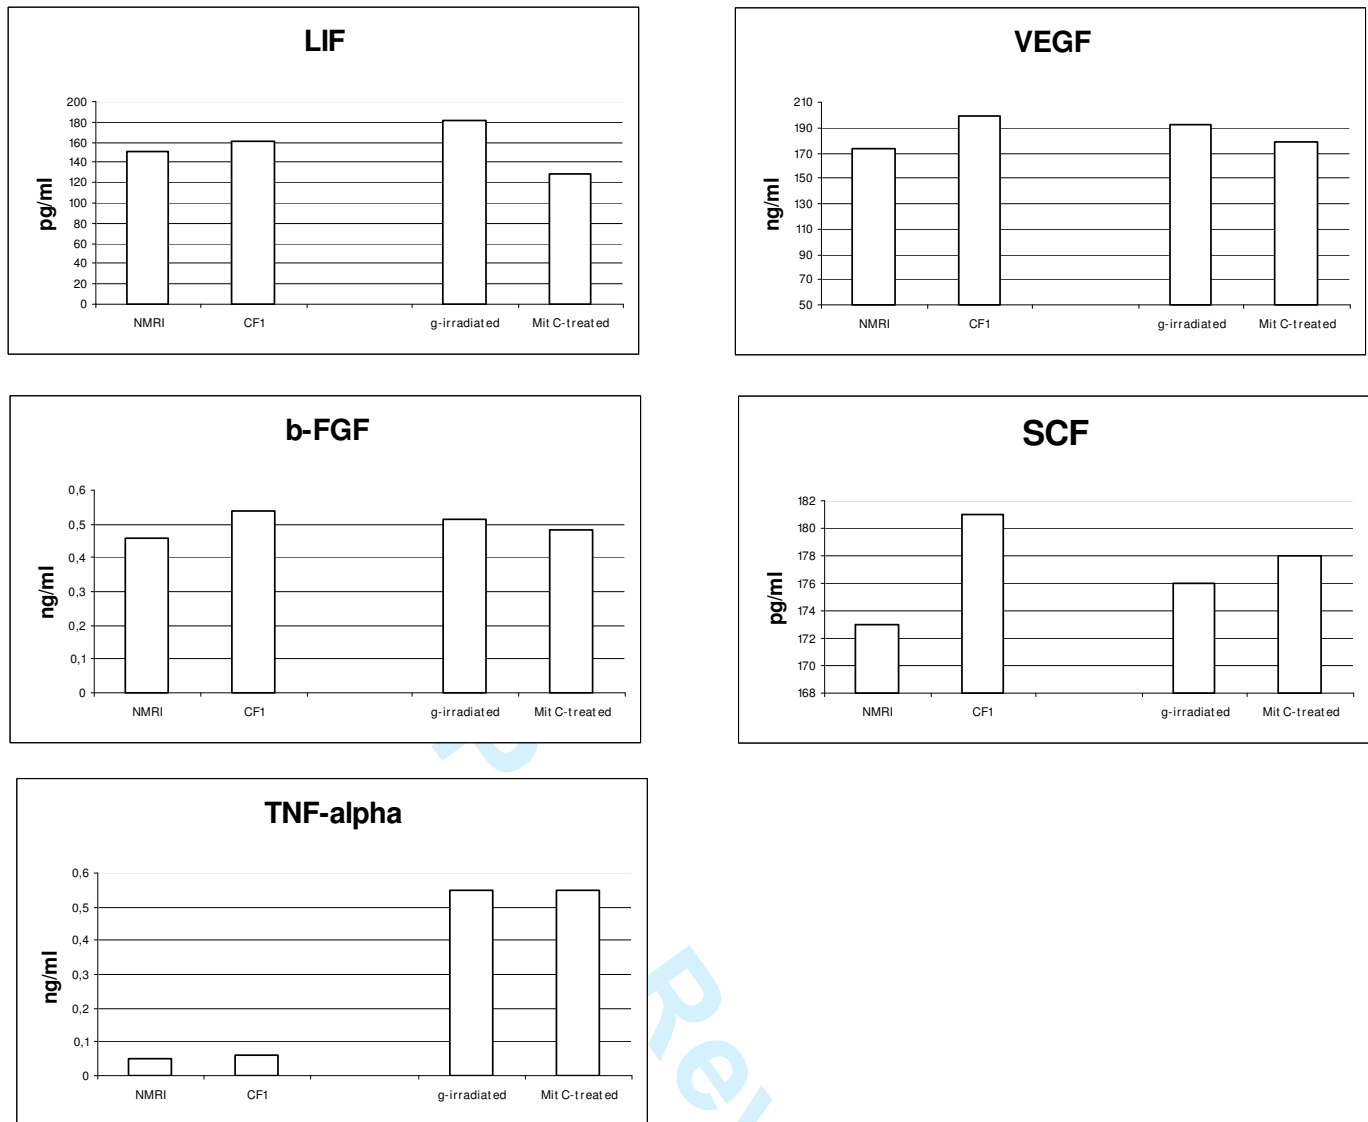 LIF
pg/ml
200
180
160
140
120
100
80
60
40
20
0
NMRI CF1 g-irradiated Mit C-treated
VEGF
ng/ml
210
190
170
150
130
110
90
70
50
NMRI CF1 g-irradiated Mit C-treated
b-FGF
ng/ml
0,6
0,5
0,4
0,3
0,2
0,1
0
NMRI CF1 g-irradiated Mit C-treated
SCF
pg/ml
182
180
178
176
174
172
170
168
NMRI CF1 g-irradiated Mit C-treated
TNF-alpha
ng/ml
0,6
0,5
0,4
0,3
0,2
0,1
0
NMRI CF1 g-irradiated Mit C-treated